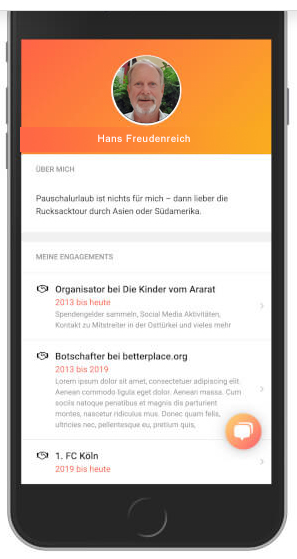 Hans Freudenreich
ÜBER MICH
Pauschalurlaub ist nichts für mich – dann lieber die
Rucksacktour durch Asien oder Südamerika.
MEINE ENGAGEMENTS
Organisator bei Die Kinder vom Ararat
2013 bis heute
Spendengelder sammeln, Social Media Aktivitäten,
Kontakt zu Mitstreiter in der Osttürkei und vieles mehr
Botschafter bei betterplace.org
2013 bis 2019
Lorem ipsum dolor sit amet, consectetuer adipiscing elit.
Aenean commodo ligula eget dolor. Aenean massa. Cum
sociis natoque penatibus et magnis dis parturient
montes, nascetur ridiculus mus. Donec quam felis,
ultricies nec, pellentesque eu, pretium quis,
1. FC Köln
2019 bis heute